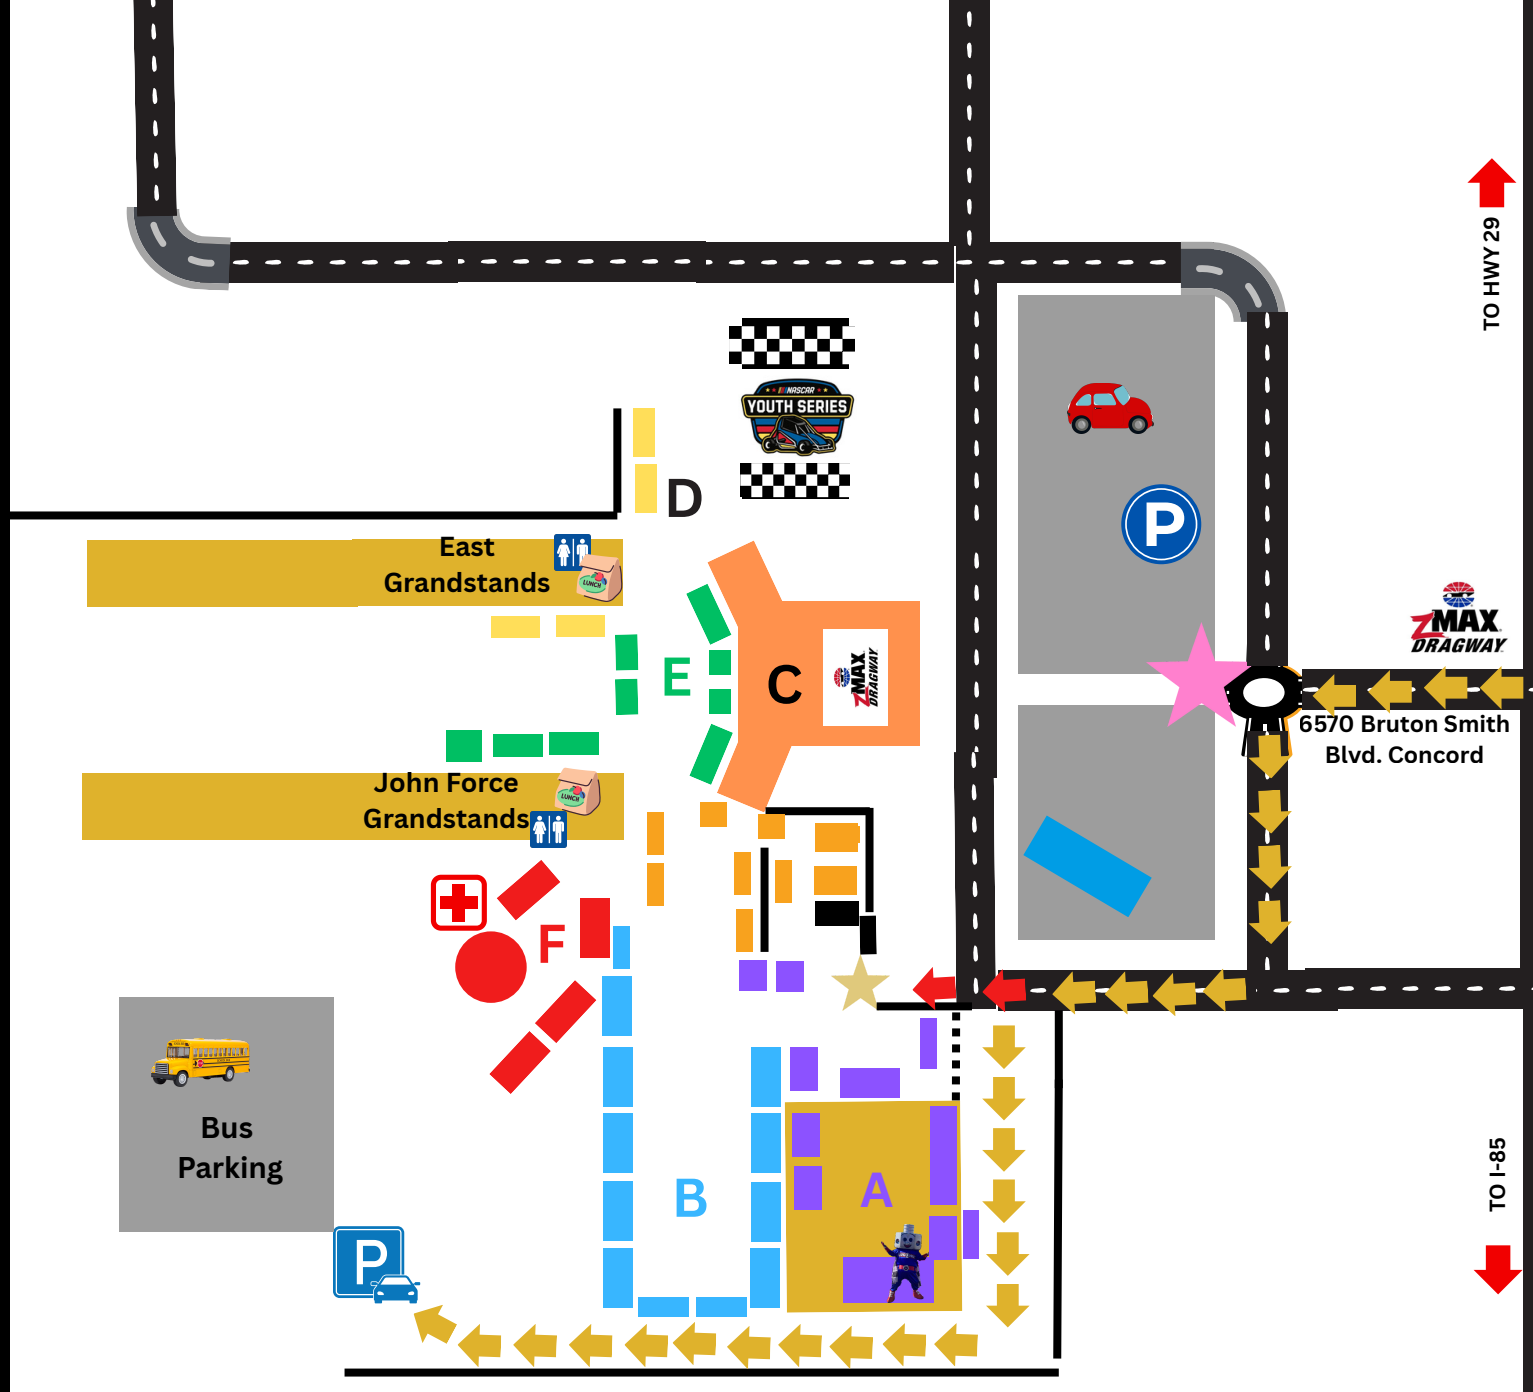 TO HWY 29
NASCAR
YOUTH SERIES
D
East
Grandstands
LUNCH
P
ZMAX
DRAGWAY
E
C
ZMAX
DRAGWAY
6570 Bruton Smith
Blvd. Concord
John Force
Grandstands
LUNCH
F
Bus
Parking
B
A
P
TO I-85